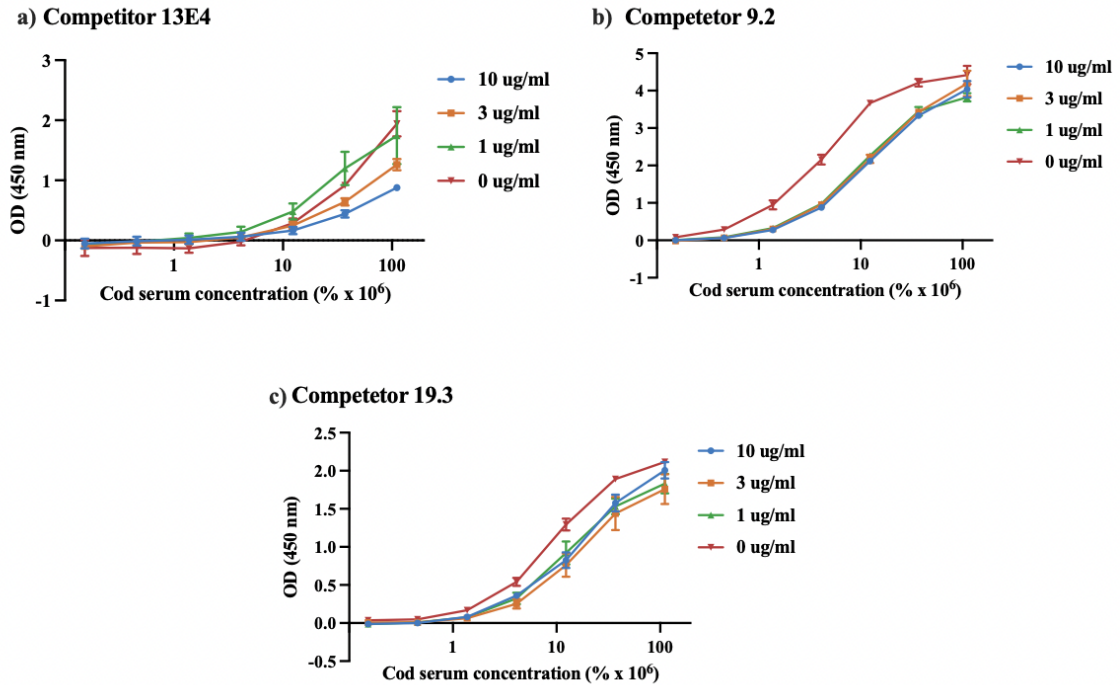 a) Competitor 13E4
3
2
1
0
-1
OD (450 nm)
1
10
100
Cod serum concentration (% x 10⁶)
10 ug/ml
3 ug/ml
1 ug/ml
0 ug/ml
b) Competetor 9.2
5
4
3
2
1
0
-1
OD (450 nm)
1
10
100
Cod serum concentration (% x 10⁶)
10 ug/ml
3 ug/ml
1 ug/ml
0 ug/ml
c) Competetor 19.3
2.5
2.0
1.5
1.0
0.5
0.0
-0.5
OD (450 nm)
1
10
100
Cod serum concentration (% x 10⁶)
10 ug/ml
3 ug/ml
1 ug/ml
0 ug/ml